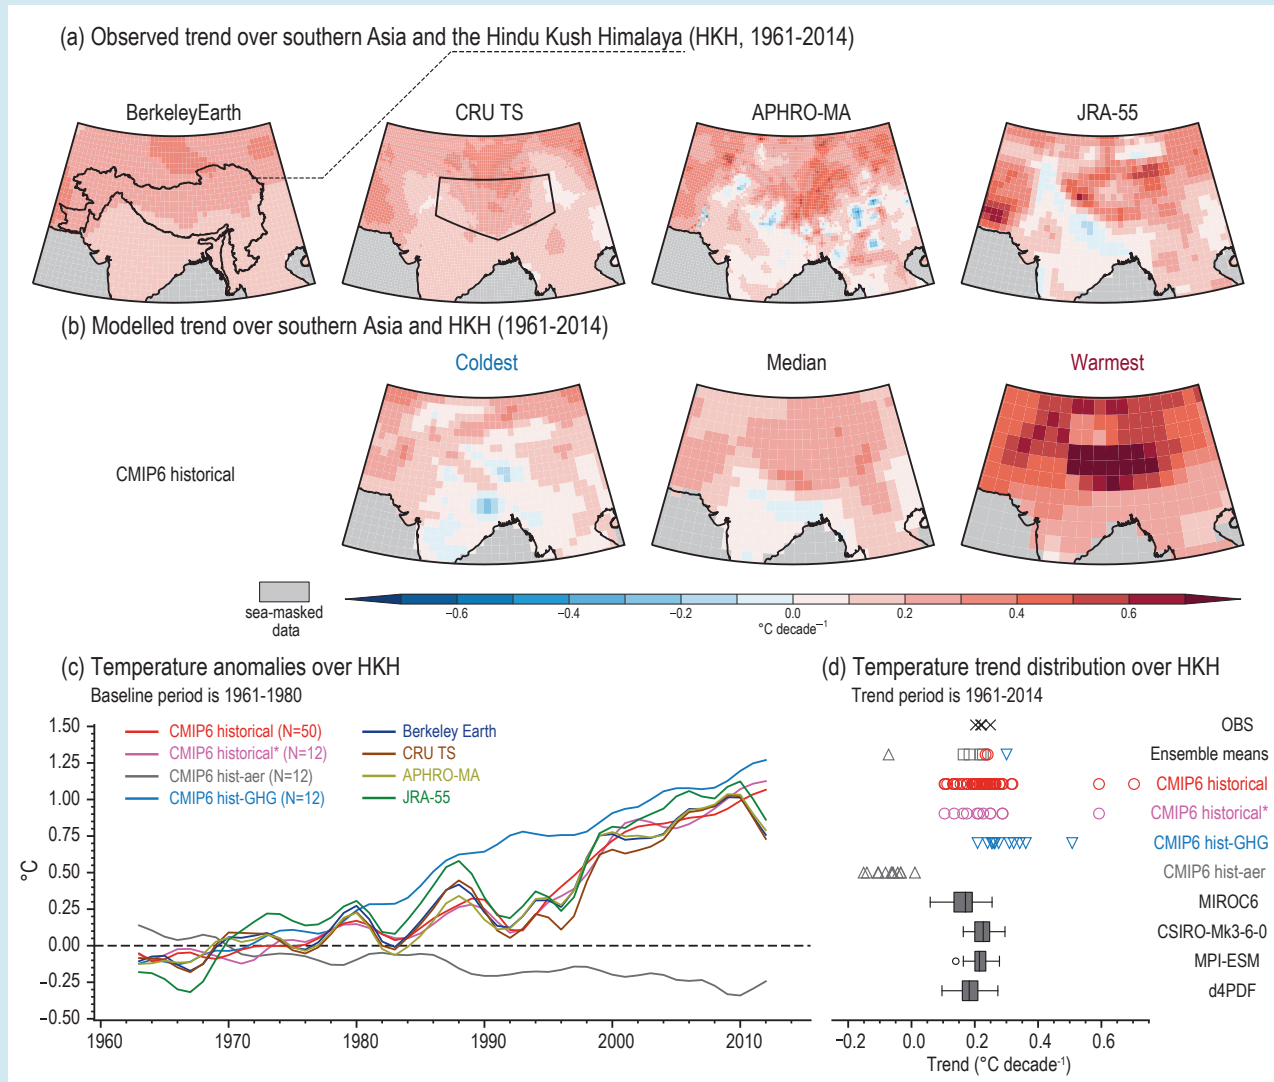 (a) Observed trend over southern Asia and the Hindu Kush Himalaya (HKH, 1961-2014)
BerkeleyEarth
CRU TS
APHRO-MA
JRA-55
(b) Modelled trend over southern Asia and HKH (1961-2014)
Coldest
Median
Warmest
CMIP6 historical
sea-masked
data
−0.6
−0.4
−0.2
0.0
0.2
0.4
0.6
°C decade⁻¹
(c) Temperature anomalies over HKH
Baseline period is 1961-1980
CMIP6 historical (N=50)
CMIP6 historical* (N=12)
CMIP6 hist-aer (N=12)
CMIP6 hist-GHG (N=12)
Berkeley Earth
CRU TS
APHRO-MA
JRA-55
°C
1.50
1.25
1.00
0.75
0.50
0.25
0.00
−0.25
−0.50
1960
1970
1980
1990
2000
2010
(d) Temperature trend distribution over HKH
Trend period is 1961-2014
OBS
Ensemble means
CMIP6 historical
CMIP6 historical*
CMIP6 hist-GHG
CMIP6 hist-aer
MIROC6
CSIRO-Mk3-6-0
MPI-ESM
d4PDF
−0.2
0.0
0.2
0.4
0.6
Trend (°C decade⁻¹)